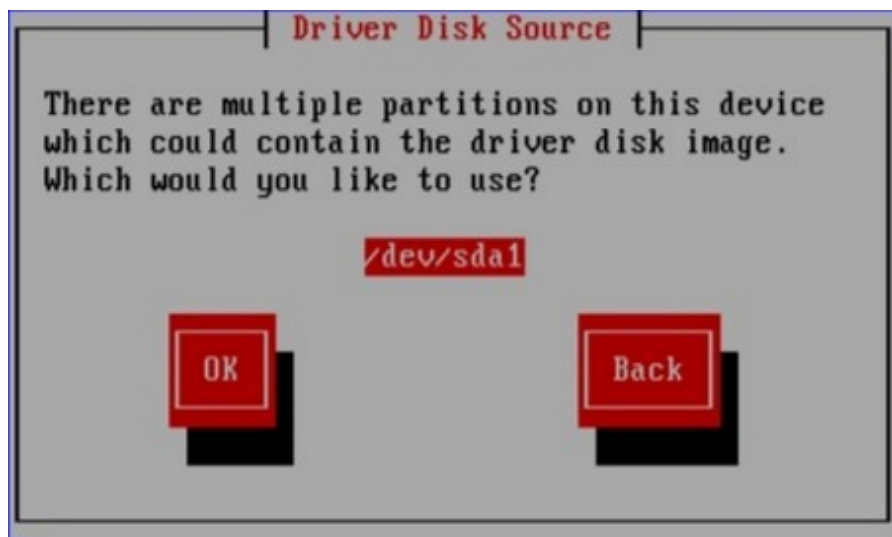 Driver Disk Source
There are multiple partitions on this device
which could contain the driver disk image.
Which would you like to use?
/dev/sda1
OK
Back